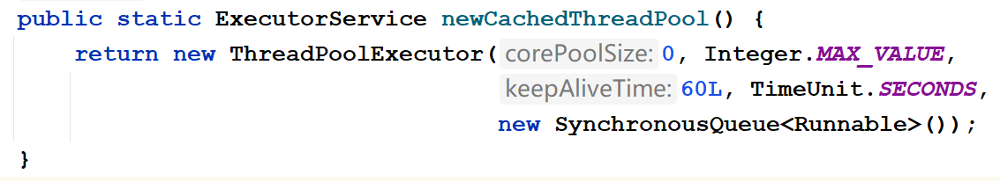 public static ExecutorService newCachedThreadPool() {
return new ThreadPoolExecutor( corePoolSize: 0, Integer.MAX_VALUE,
keepAliveTime: 60L, TimeUnit.SECONDS,
new SynchronousQueue<Runnable>());
}